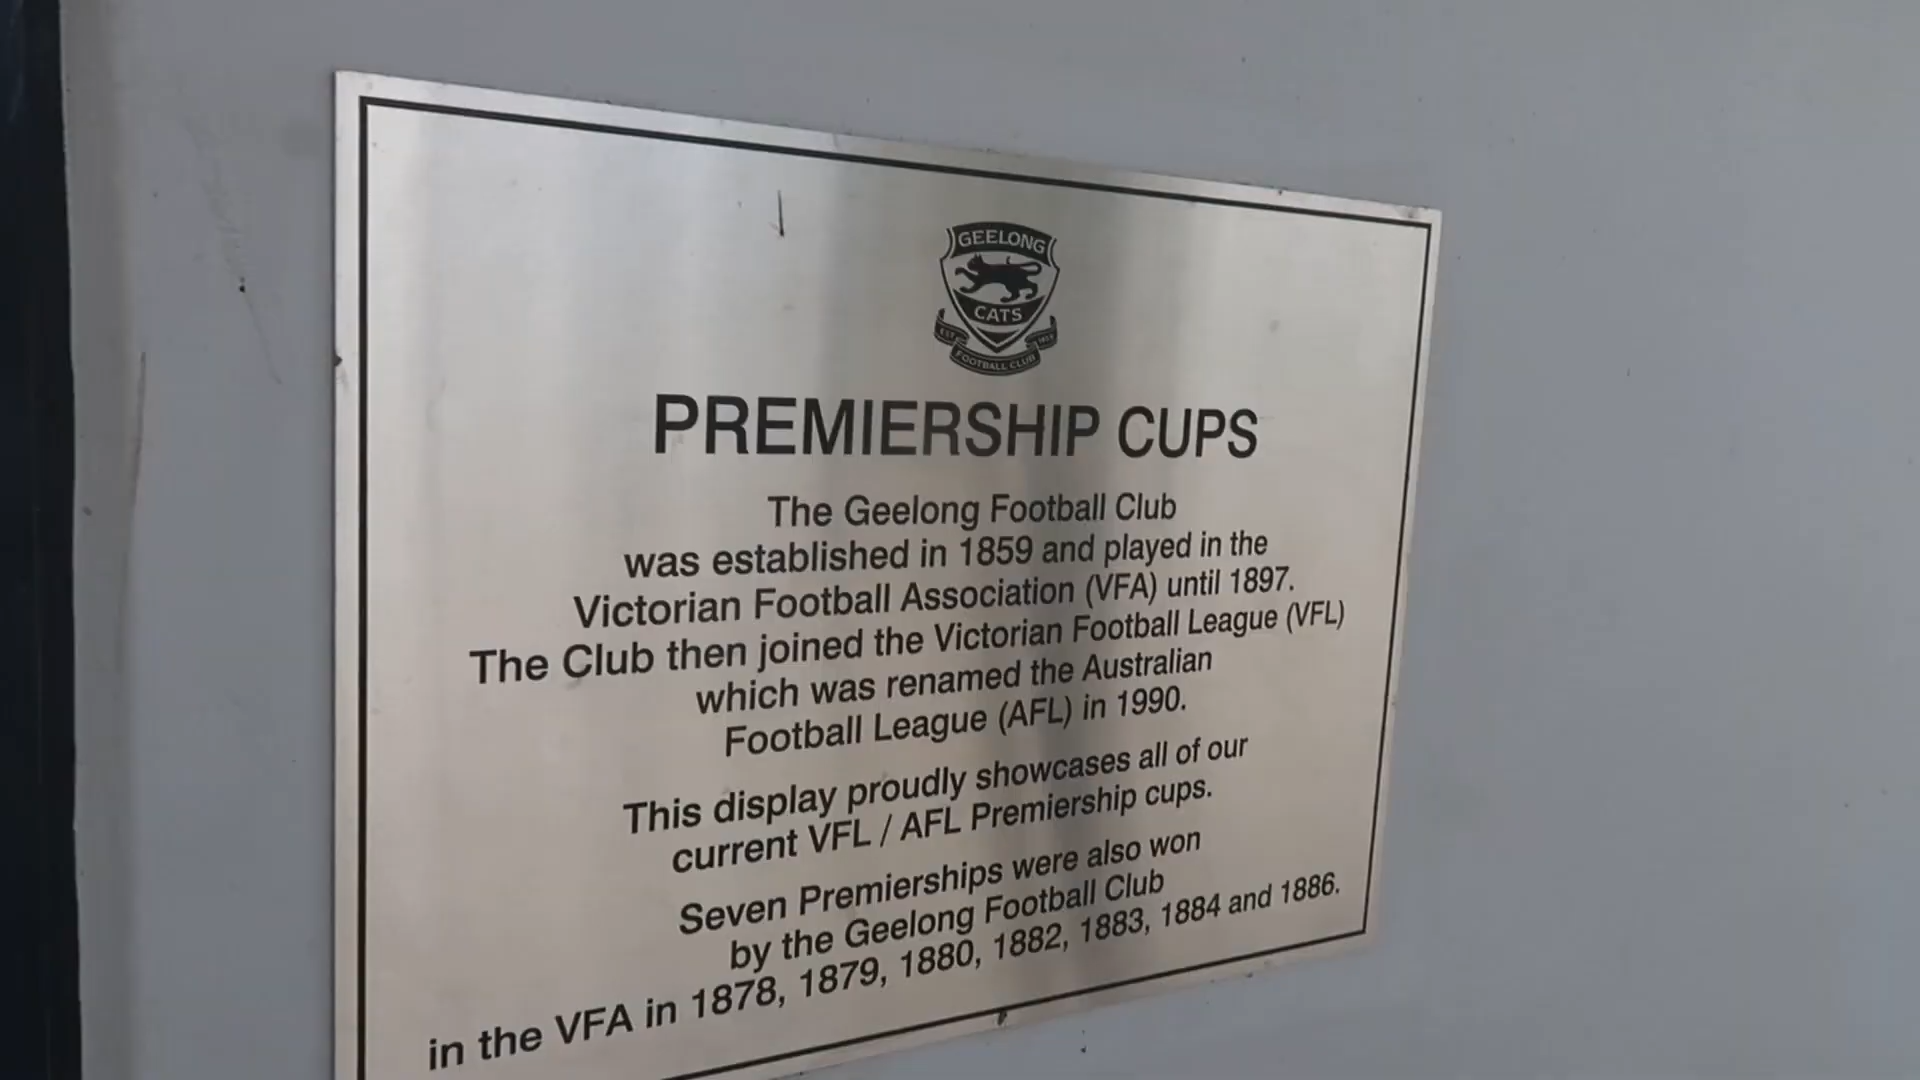 GEELONG
CATS
EST 1859
FOOTBALL CLUB
PREMIERSHIP CUPS
The Geelong Football Club
was established in 1859 and played in the
Victorian Football Association (VFA) until 1897.
The Club then joined the Victorian Football League (VFL)
which was renamed the Australian
Football League (AFL) in 1990.
This display proudly showcases all of our
current VFL / AFL Premiership cups.
Seven Premierships were also won
by the Geelong Football Club
in the VFA in 1878, 1879, 1880, 1882, 1883, 1884 and 1886.